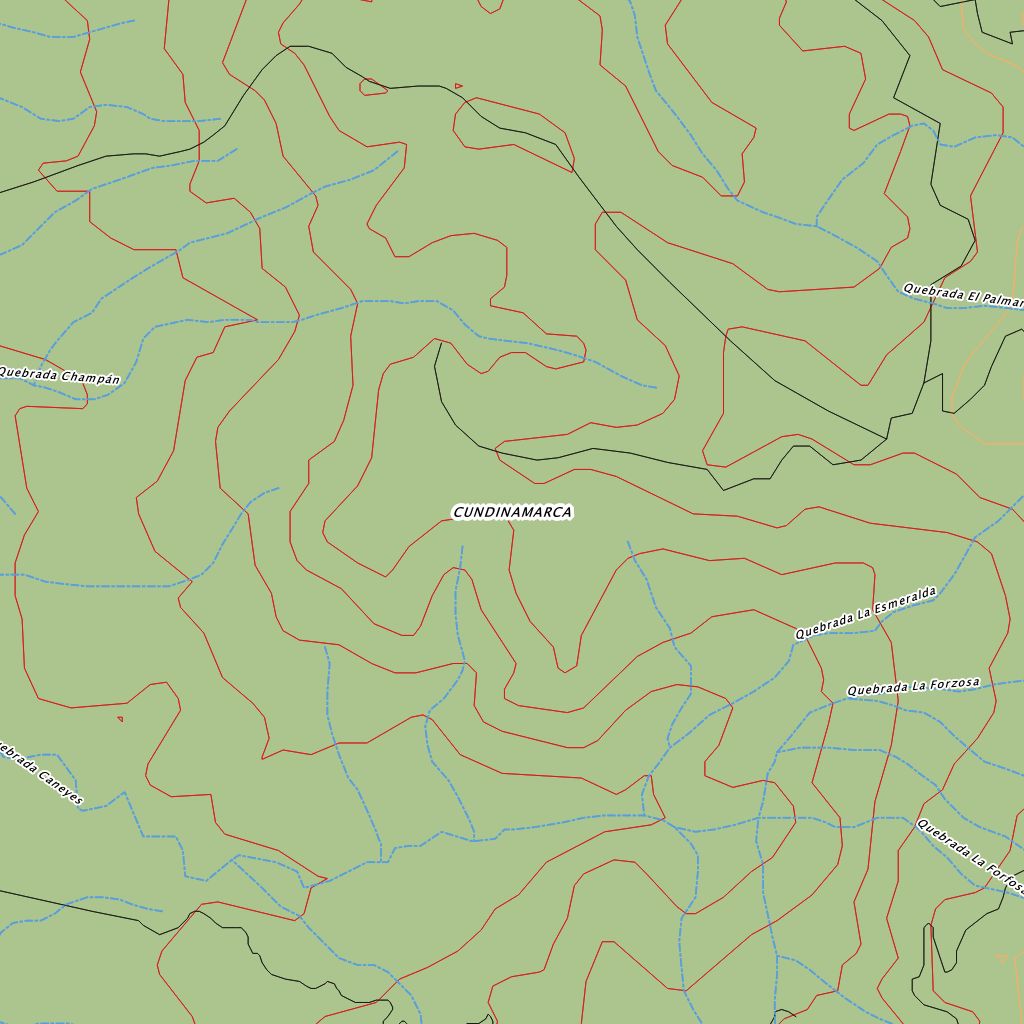 Quebrada El Palmar
Quebrada Champán
CUNDINAMARCA
Quebrada La Esmeralda
Quebrada La Forzosa
Quebrada Caneyes
Quebrada La Forfosa